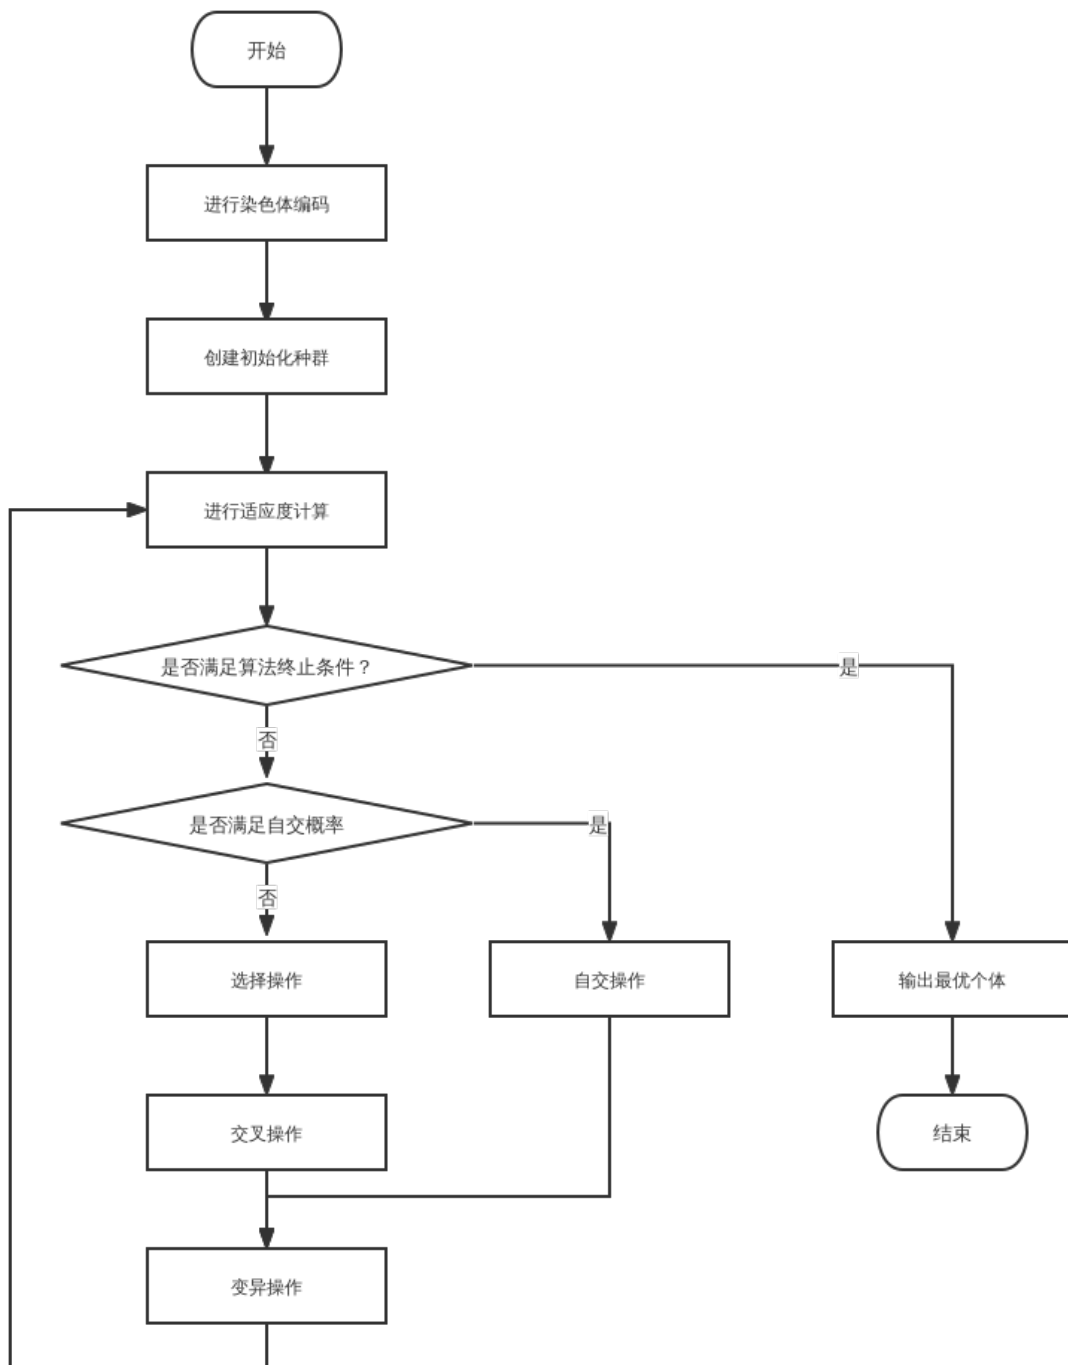 开始
进行染色体编码
创建初始化种群
进行适应度计算
是否满足算法终止条件？
是
否
是否满足自交概率
是
否
选择操作
自交操作
输出最优个体
交叉操作
结束
变异操作